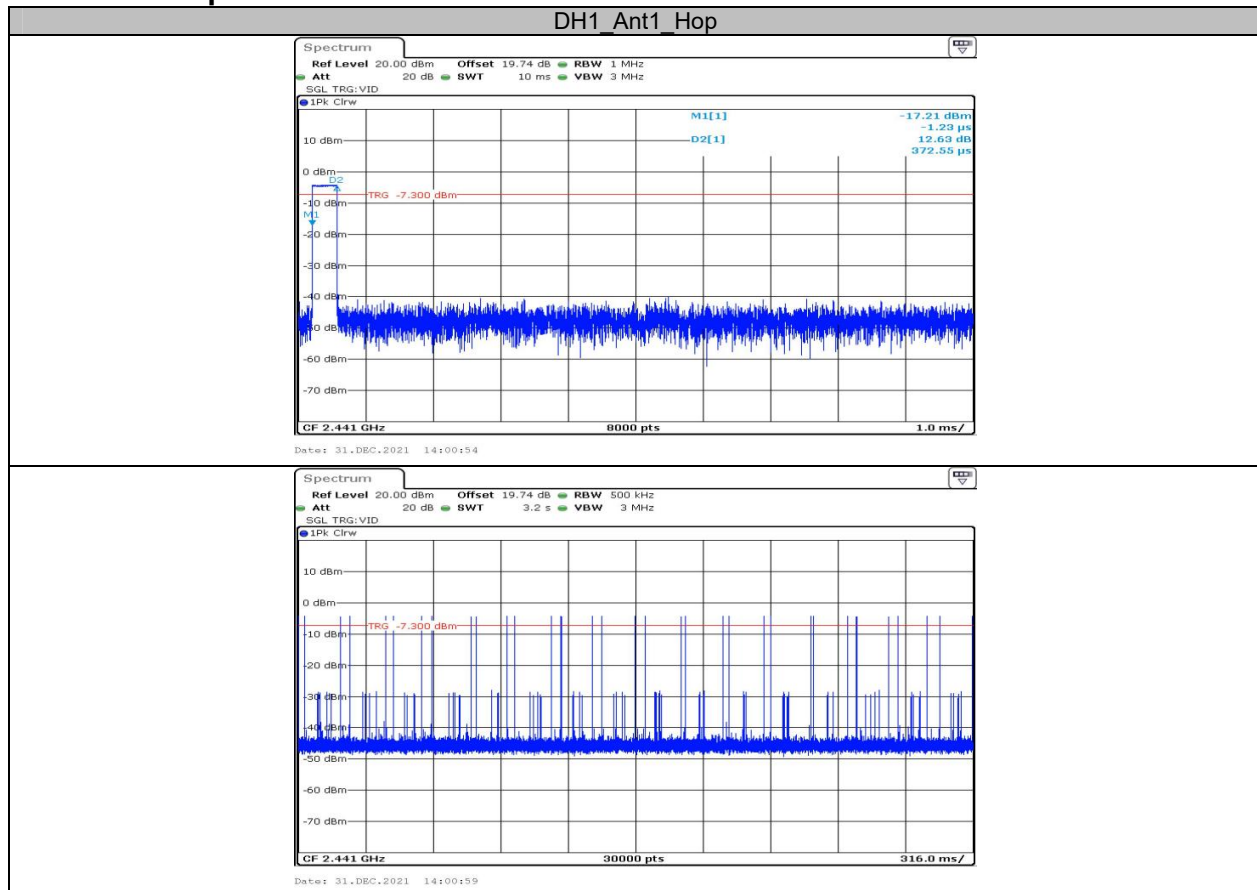 DH1_Ant1_Hop
Spectrum
Ref Level 20.00 dBm Offset 19.74 dB RBW 1 MHz
Att 20 dB SWT 10 ms VBW 3 MHz
SGL TRG:VID
1Pk Clrw
M1[1] -17.21 dBm
-1.23 µs
10 dBm D2[1] 12.63 dB
372.55 µs
0 dBm
D2
TRG -7.300 dBm
-10 dBm
M1
-20 dBm
-30 dBm
-40 dBm
-50 dBm
-60 dBm
-70 dBm
CF 2.441 GHz 8000 pts 1.0 ms/
Date: 31.DEC.2021 14:00:54
Spectrum
Ref Level 20.00 dBm Offset 19.74 dB RBW 500 kHz
Att 20 dB SWT 3.2 s VBW 3 MHz
SGL TRG:VID
1Pk Clrw
10 dBm
0 dBm
TRG -7.300 dBm
-10 dBm
-20 dBm
-30 dBm
-40 dBm
-50 dBm
-60 dBm
-70 dBm
CF 2.441 GHz 30000 pts 316.0 ms/
Date: 31.DEC.2021 14:00:59